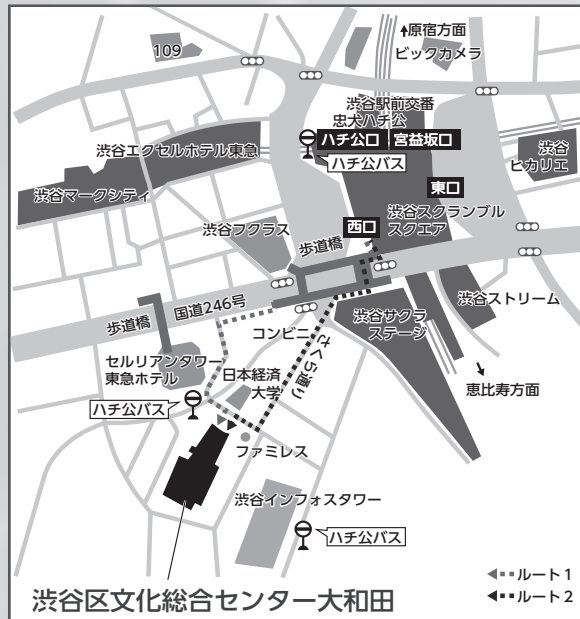 ↑原宿方面
ビックカメラ
109
渋谷駅前交番
忠犬ハチ公
ハチ公口
宮益坂口
ハチ公バス
渋谷エクセルホテル東急
渋谷
ヒカリエ
渋谷マークシティ
東口
西口
渋谷スクランブル
スクエア
渋谷フクラス
歩道橋
国道246号
歩道橋
渋谷ストリーム
渋谷サクラ
ステージ
コンビニ
さくら通り
セルリアンタワー
東急ホテル
日本経済
大学
恵比寿方面
ハチ公バス
ファミレス
渋谷インフォスタワー
ハチ公バス
渋谷区文化総合センター大和田
ルート1
ルート2